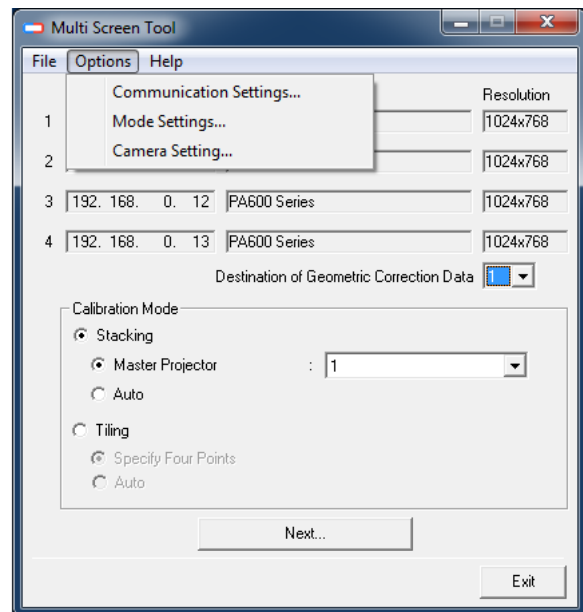 Multi Screen Tool
File Options Help
Communication Settings...
Mode Settings...
Camera Setting...
Resolution
1 1024x768
2 1024x768
3 192. 168. 0. 12 PA600 Series 1024x768
4 192. 168. 0. 13 PA600 Series 1024x768
Destination of Geometric Correction Data 1
Calibration Mode
Stacking
Master Projector : 1
Auto
Tiling
Specify Four Points
Auto
Next...
Exit